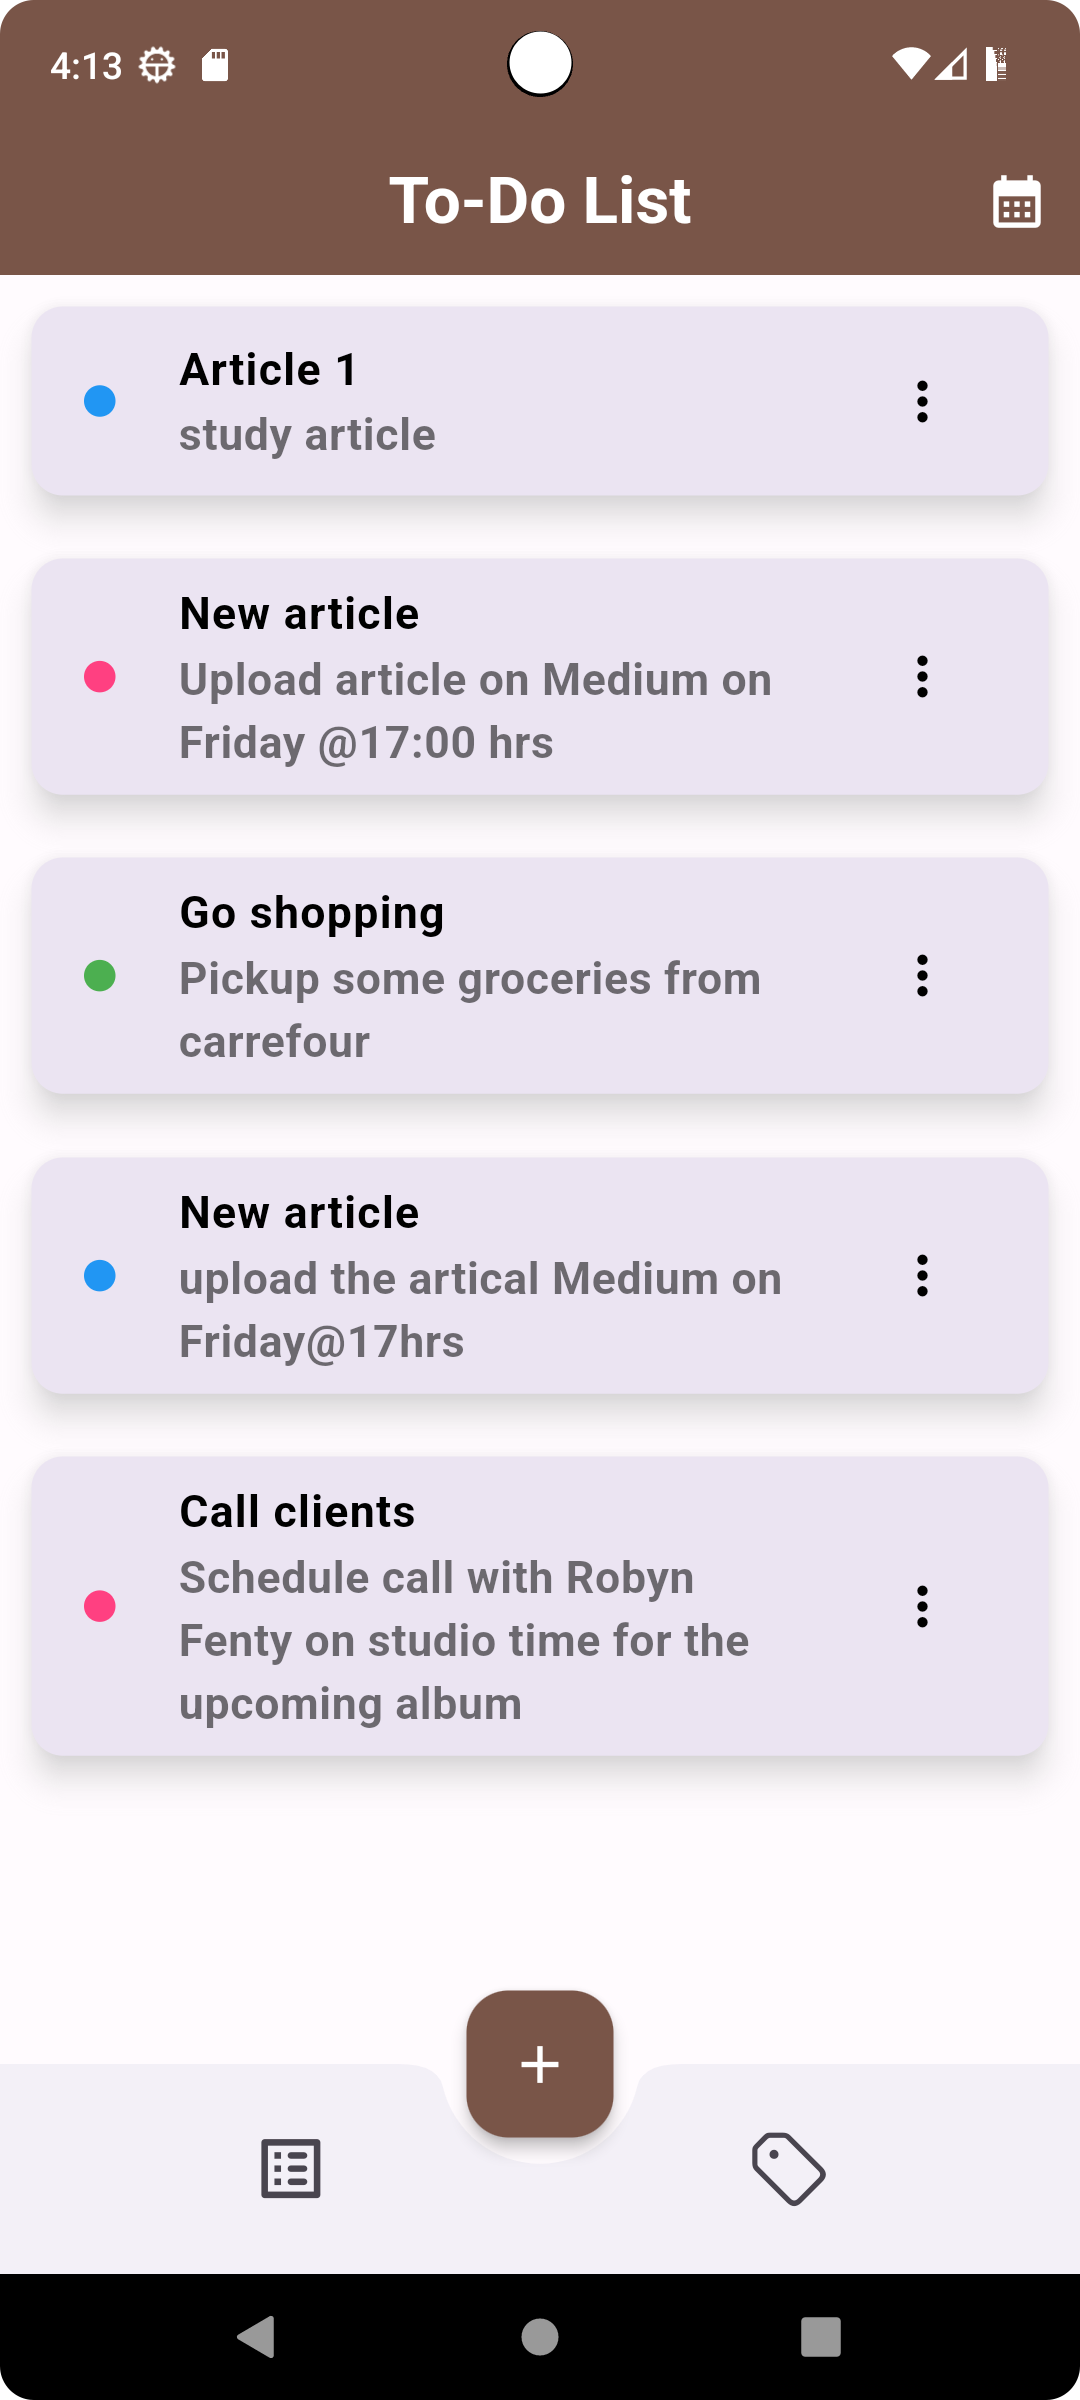 4:13
To-Do List
Article 1
study article
New article
Upload article on Medium on
Friday @17:00 hrs
Go shopping
Pickup some groceries from
carrefour
New article
upload the artical Medium on
Friday@17hrs
Call clients
Schedule call with Robyn
Fenty on studio time for the
upcoming album